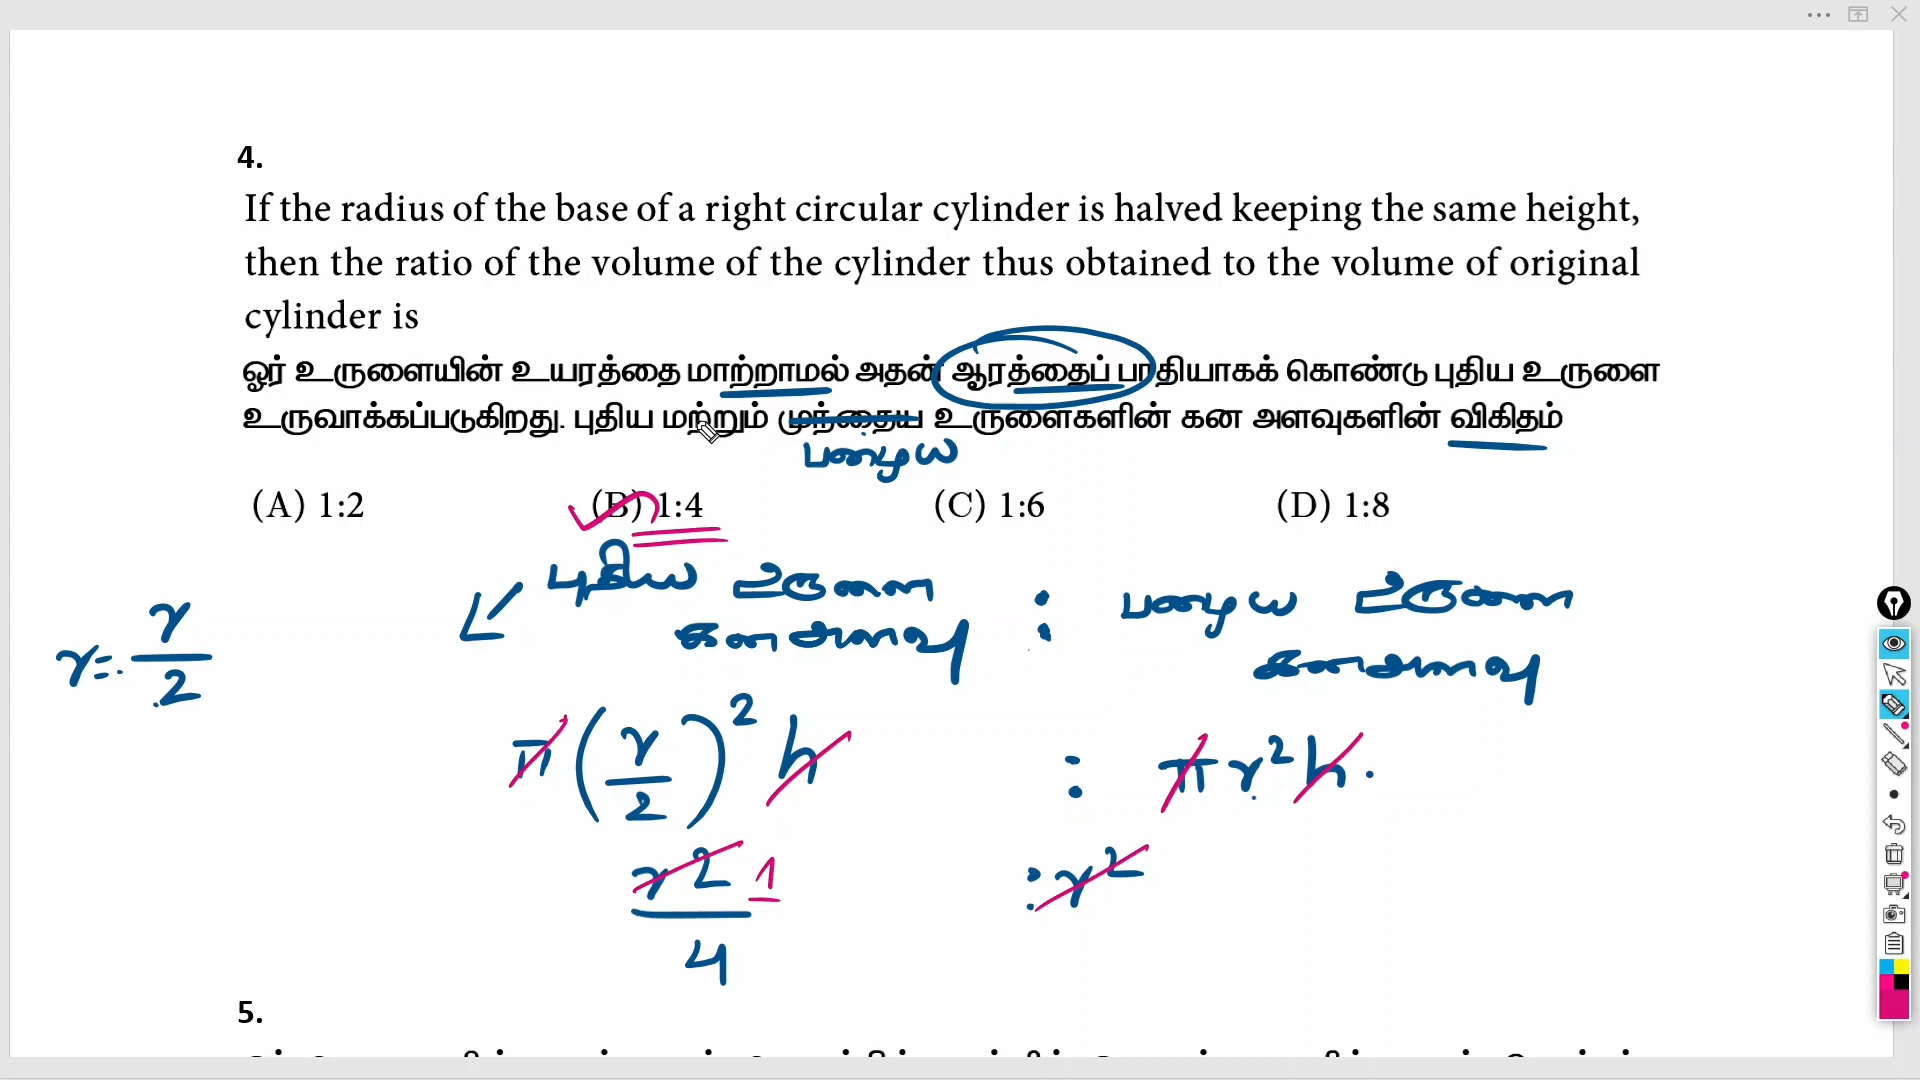 4.
If the radius of the base of a right circular cylinder is halved keeping the same height,
then the ratio of the volume of the cylinder thus obtained to the volume of original
cylinder is
ஓர் உருளையின் உயரத்தை மாற்றாமல் அதன் ஆரத்தைப் பாதியாகக் கொண்டு புதிய உருளை
உருவாக்கப்படுகிறது. புதிய மற்றும் முந்தைய உருளைகளின் கன அளவுகளின் விகிதம்
பழைய
(A) 1:2 (B) 1:4 (C) 1:6 (D) 1:8
புதிய உருளை : பழைய உருளை
கனஅளவு கனஅளவு
r = r/2
π (r/2)² h : π r² h.
r² 1 / 4 : r²
5.